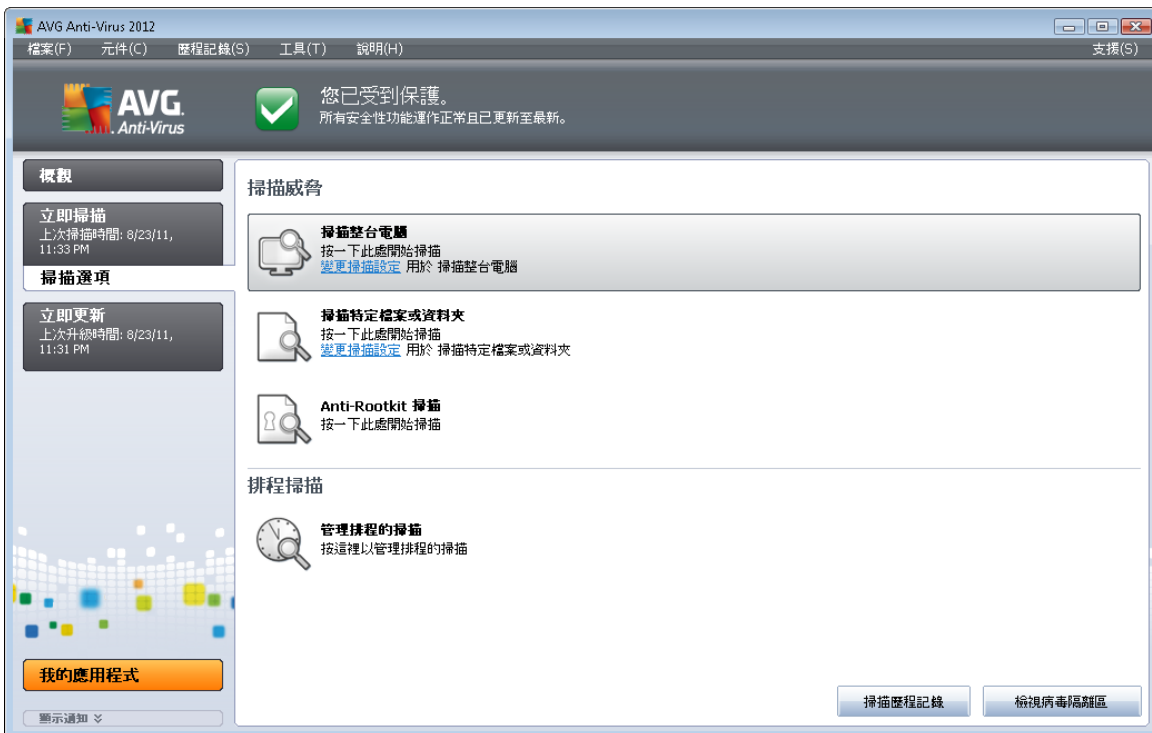 AVG Anti-Virus 2012
檔案(F) 元件(C) 歷程記錄(S) 工具(T) 說明(H) 支援(S)
AVG.
Anti-Virus
您已受到保護。
所有安全性功能運作正常且已更新至最新。
概觀
立即掃描
上次掃描時間: 8/23/11,
11:33 PM
掃描選項
立即更新
上次升級時間: 8/23/11,
11:31 PM
我的應用程式
顯示通知
掃描威脅
掃描整台電腦
按一下此處開始掃描
變更掃描設定 用於 掃描整台電腦
掃描特定檔案或資料夾
按一下此處開始掃描
變更掃描設定 用於 掃描特定檔案或資料夾
Anti-Rootkit 掃描
按一下此處開始掃描
排程掃描
管理排程的掃描
按這裡以管理排程的掃描
掃描歷程記錄
檢視病毒隔離區